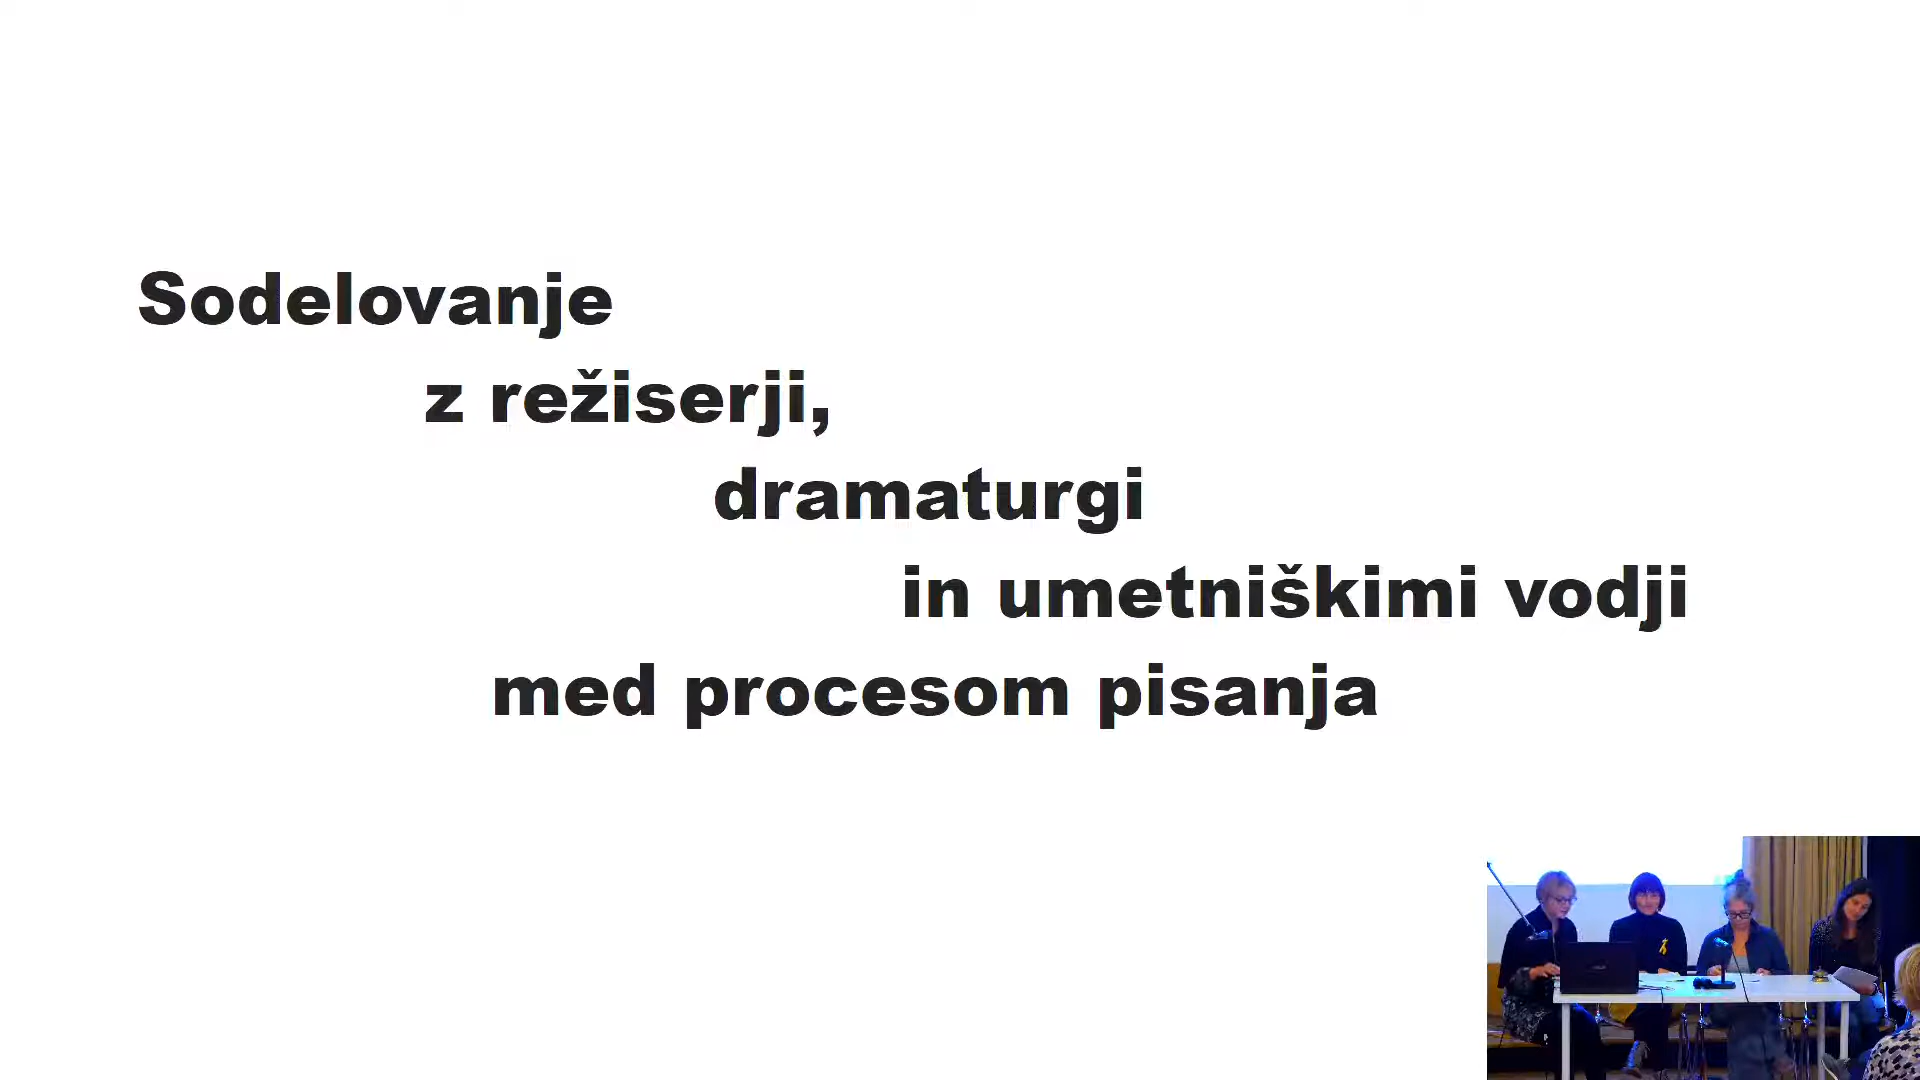 Sodelovanje
z režiserji,
dramaturgi
in umetniškimi vodji
med procesom pisanja